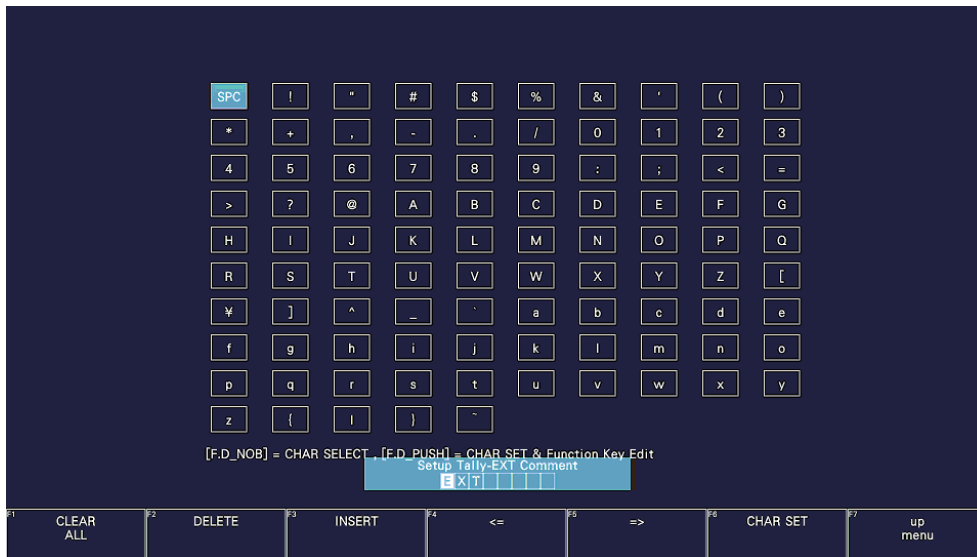 SPC ! " # $ % & ' ( )
* + , - . / 0 1 2 3
4 5 6 7 8 9 : ; < =
> ? @ A B C D E F G
H I J K L M N O P Q
R S T U V W X Y Z [
¥ ] ^ _ ` a b c d e
f g h i j k l m n o
p q r s t u v w x y
z { | } ~
[F.D_NOB] = CHAR SELECT , [F.D_PUSH] = CHAR SET & Function Key Edit
Setup Tally-EXT Comment
EXT
F1 CLEAR ALL F2 DELETE F3 INSERT F4 <= F5 => F6 CHAR SET F7 up menu